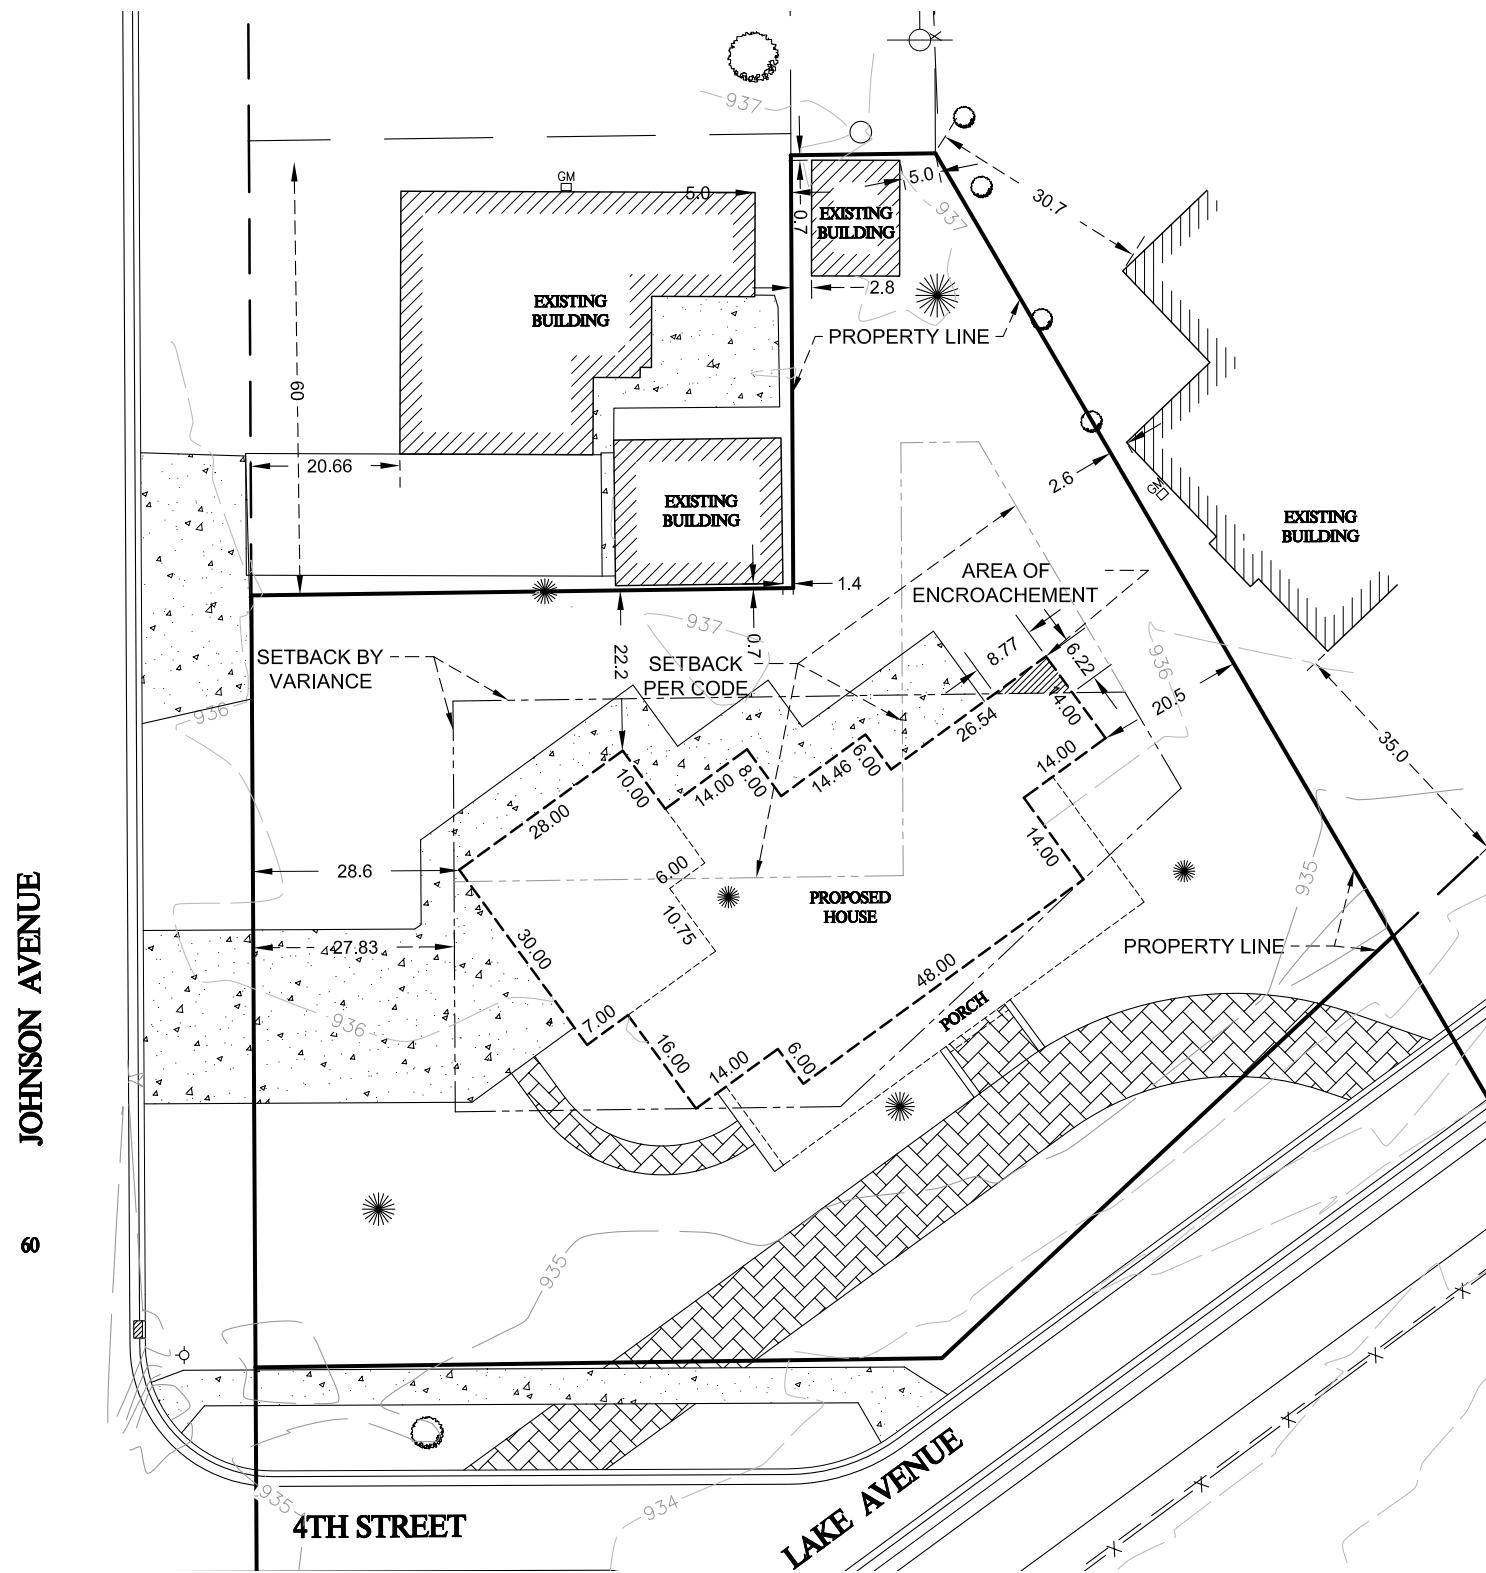 937
GM
5.0
0.7
EXISTING
BUILDING
5.0
937
30.7
2.8
EXISTING
BUILDING
PROPERTY LINE
60
20.66
2.6
GM
EXISTING
BUILDING
EXISTING
BUILDING
1.4
AREA OF
ENCROACHEMENT
937
0.7
22.2
SETBACK BY
VARIANCE
SETBACK
PER CODE
8.77
6.22
936
936
14.00
20.5
26.54
35.0
14.00
10.00
14.00
8.00
14.46
6.00
28.00
14.00
28.6
6.00
935
PROPOSED
HOUSE
10.75
27.83
30.00
PROPERTY LINE
48.00
PORCH
936
7.00
16.00
14.00
6.00
JOHNSON AVENUE
60
935
935
934
4TH STREET
LAKE AVENUE